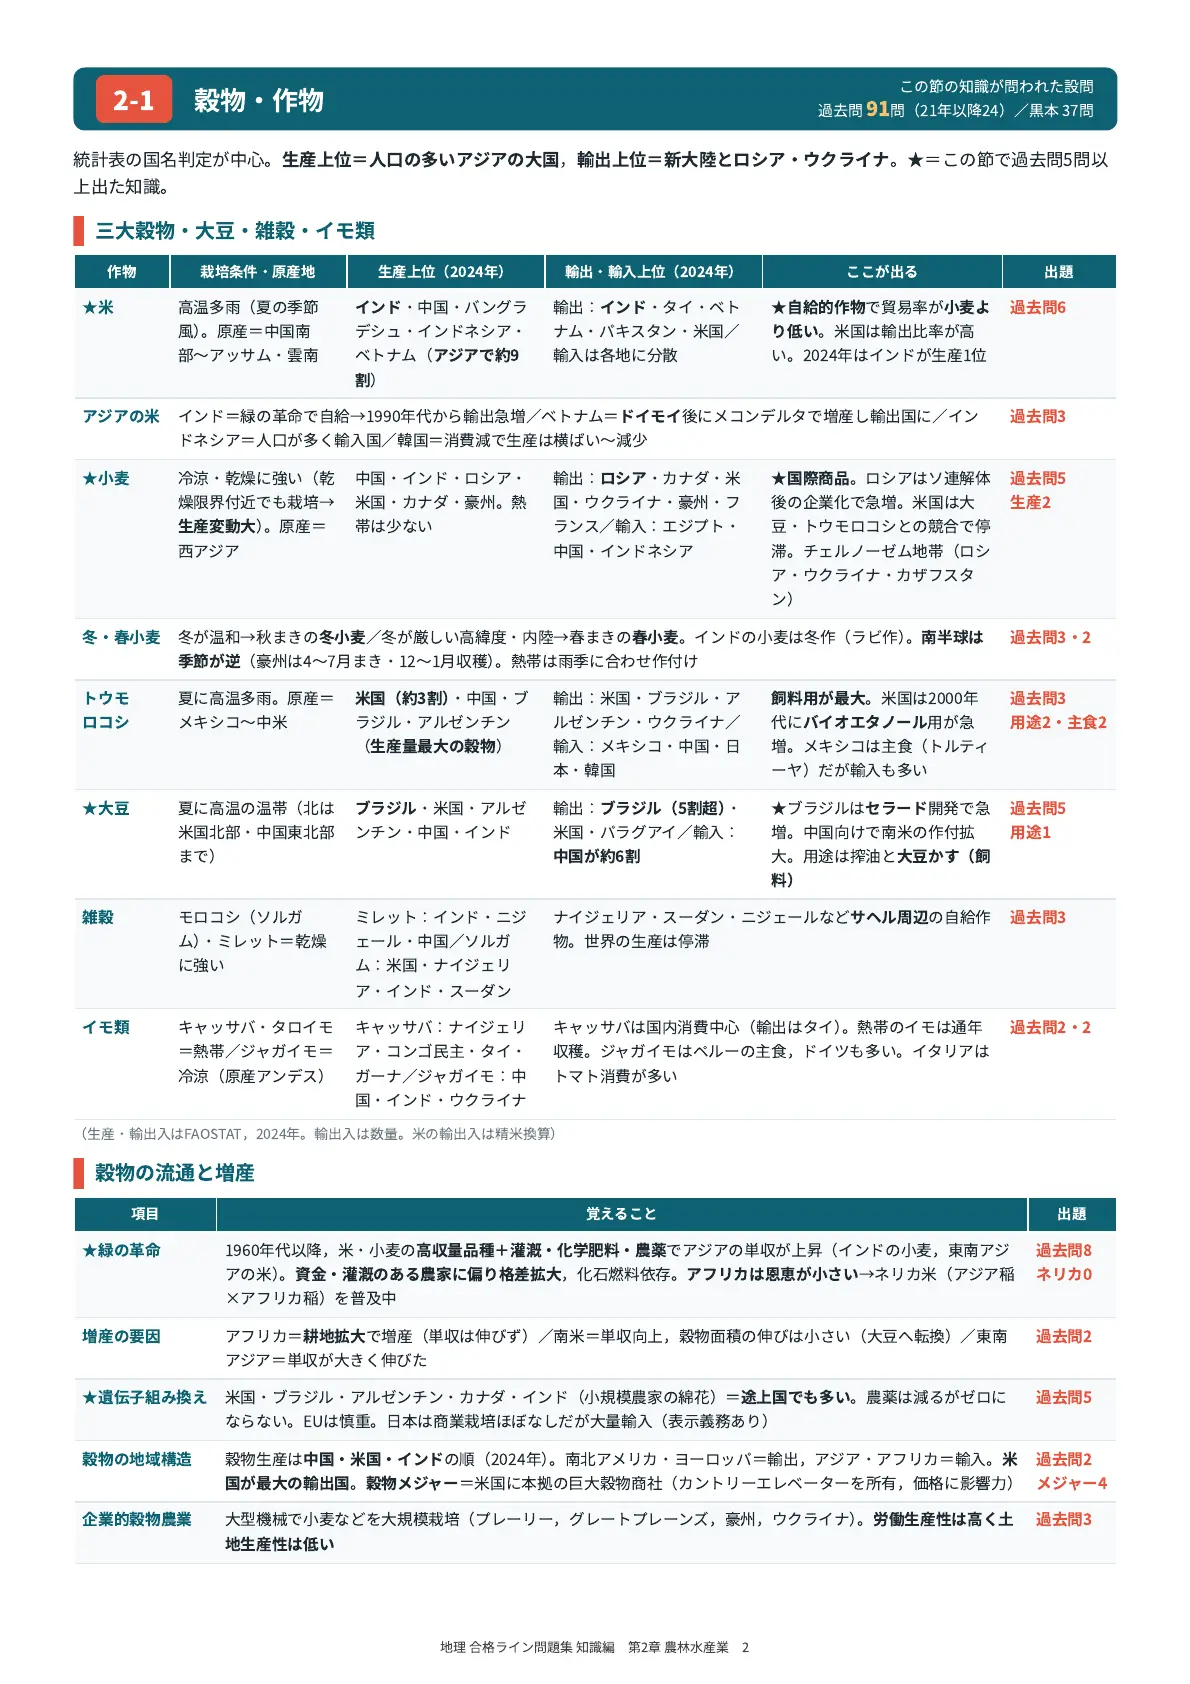 2-1 穀物・作物
この節の知識が問われた設問
過去問 91問（21年以降24）／黒本 37問
統計表の国名判定が中心。生産上位＝人口の多いアジアの大国，輸出上位＝新大陸とロシア・ウクライナ。★＝この節で過去問5問以
上出た知識。
三大穀物・大豆・雑穀・イモ類
作物 栽培条件・原産地 生産上位（2024年） 輸出・輸入上位（2024年） ここが出る 出題
★米
高温多雨（夏の季節
風）。原産＝中国南
部〜アッサム・雲南
インド・中国・バングラ
デシュ・インドネシア・
ベトナム（アジアで約9
割）
輸出：インド・タイ・ベト
ナム・パキスタン・米国／
輸入は各地に分散
★自給的作物で貿易率が小麦よ
り低い。米国は輸出比率が高
い。2024年はインドが生産1位
過去問6
アジアの米
インド＝緑の革命で自給→1990年代から輸出急増／ベトナム＝ドイモイ後にメコンデルタで増産し輸出国に／イン
ドネシア＝人口が多く輸入国／韓国＝消費減で生産は横ばい〜減少
過去問3
★小麦
冷涼・乾燥に強い（乾
燥限界付近でも栽培→
生産変動大）。原産＝
西アジア
中国・インド・ロシア・
米国・カナダ・豪州。熱
帯は少ない
輸出：ロシア・カナダ・米
国・ウクライナ・豪州・フ
ランス／輸入：エジプト・
中国・インドネシア
★国際商品。ロシアはソ連解体
後の企業化で急増。米国は大
豆・トウモロコシとの競合で停
滞。チェルノーゼム地帯（ロシ
ア・ウクライナ・カザフスタ
ン）
過去問5
生産2
冬・春小麦
冬が温和→秋まきの冬小麦／冬が厳しい高緯度・内陸→春まきの春小麦。インドの小麦は冬作（ラビ作）。南半球は
季節が逆（豪州は4〜7月まき・12〜1月収穫）。熱帯は雨季に合わせ作付け
過去問3・2
トウモ
ロコシ
夏に高温多雨。原産＝
メキシコ〜中米
米国（約3割）・中国・ブ
ラジル・アルゼンチン
（生産量最大の穀物）
輸出：米国・ブラジル・ア
ルゼンチン・ウクライナ／
輸入：メキシコ・中国・日
本・韓国
飼料用が最大。米国は2000年
代にバイオエタノール用が急
増。メキシコは主食（トルティ
ーヤ）だが輸入も多い
過去問3
用途2・主食2
★大豆
夏に高温の温帯（北は
米国北部・中国東北部
まで）
ブラジル・米国・アルゼ
ンチン・中国・インド
輸出：ブラジル（5割超）・
米国・パラグアイ／輸入：
中国が約6割
★ブラジルはセラード開発で急
増。中国向けで南米の作付拡
大。用途は搾油と大豆かす（飼
料）
過去問5
用途1
雑穀
モロコシ（ソルガ
ム）・ミレット＝乾燥
に強い
ミレット：インド・ニジ
ェール・中国／ソルガ
ム：米国・ナイジェリ
ア・インド・スーダン
ナイジェリア・スーダン・ニジェールなどサヘル周辺の自給作
物。世界の生産は停滞
過去問3
イモ類
キャッサバ・タロイモ
＝熱帯／ジャガイモ＝
冷涼（原産アンデス）
キャッサバ：ナイジェリ
ア・コンゴ民主・タイ・
ガーナ／ジャガイモ：中
国・インド・ウクライナ
キャッサバは国内消費中心（輸出はタイ）。熱帯のイモは通年
収穫。ジャガイモはペルーの主食，ドイツも多い。イタリアは
トマト消費が多い
過去問2・2
（生産・輸出入はFAOSTAT，2024年。輸出入は数量。米の輸出入は精米換算）
穀物の流通と増産
項目 覚えること 出題
★緑の革命
1960年代以降，米・小麦の高収量品種＋灌漑・化学肥料・農薬でアジアの単収が上昇（インドの小麦，東南アジ
アの米）。資金・灌漑のある農家に偏り格差拡大，化石燃料依存。アフリカは恩恵が小さい→ネリカ米（アジア稲
×アフリカ稲）を普及中
過去問8
ネリカ0
増産の要因
アフリカ＝耕地拡大で増産（単収は伸びず）／南米＝単収向上，穀物面積の伸びは小さい（大豆へ転換）／東南
アジア＝単収が大きく伸びた
過去問2
★遺伝子組み換え
米国・ブラジル・アルゼンチン・カナダ・インド（小規模農家の綿花）＝途上国でも多い。農薬は減るがゼロに
ならない。EUは慎重。日本は商業栽培ほぼなしだが大量輸入（表示義務あり）
過去問5
穀物の地域構造
穀物生産は中国・米国・インドの順（2024年）。南北アメリカ・ヨーロッパ＝輸出，アジア・アフリカ＝輸入。米
国が最大の輸出国。穀物メジャー＝米国に本拠の巨大穀物商社（カントリーエレベーターを所有，価格に影響力）
過去問2
メジャー4
企業的穀物農業
大型機械で小麦などを大規模栽培（プレーリー，グレートプレーンズ，豪州，ウクライナ）。労働生産性は高く土
地生産性は低い
過去問3
地理 合格ライン問題集 知識編 第2章 農林水産業 2